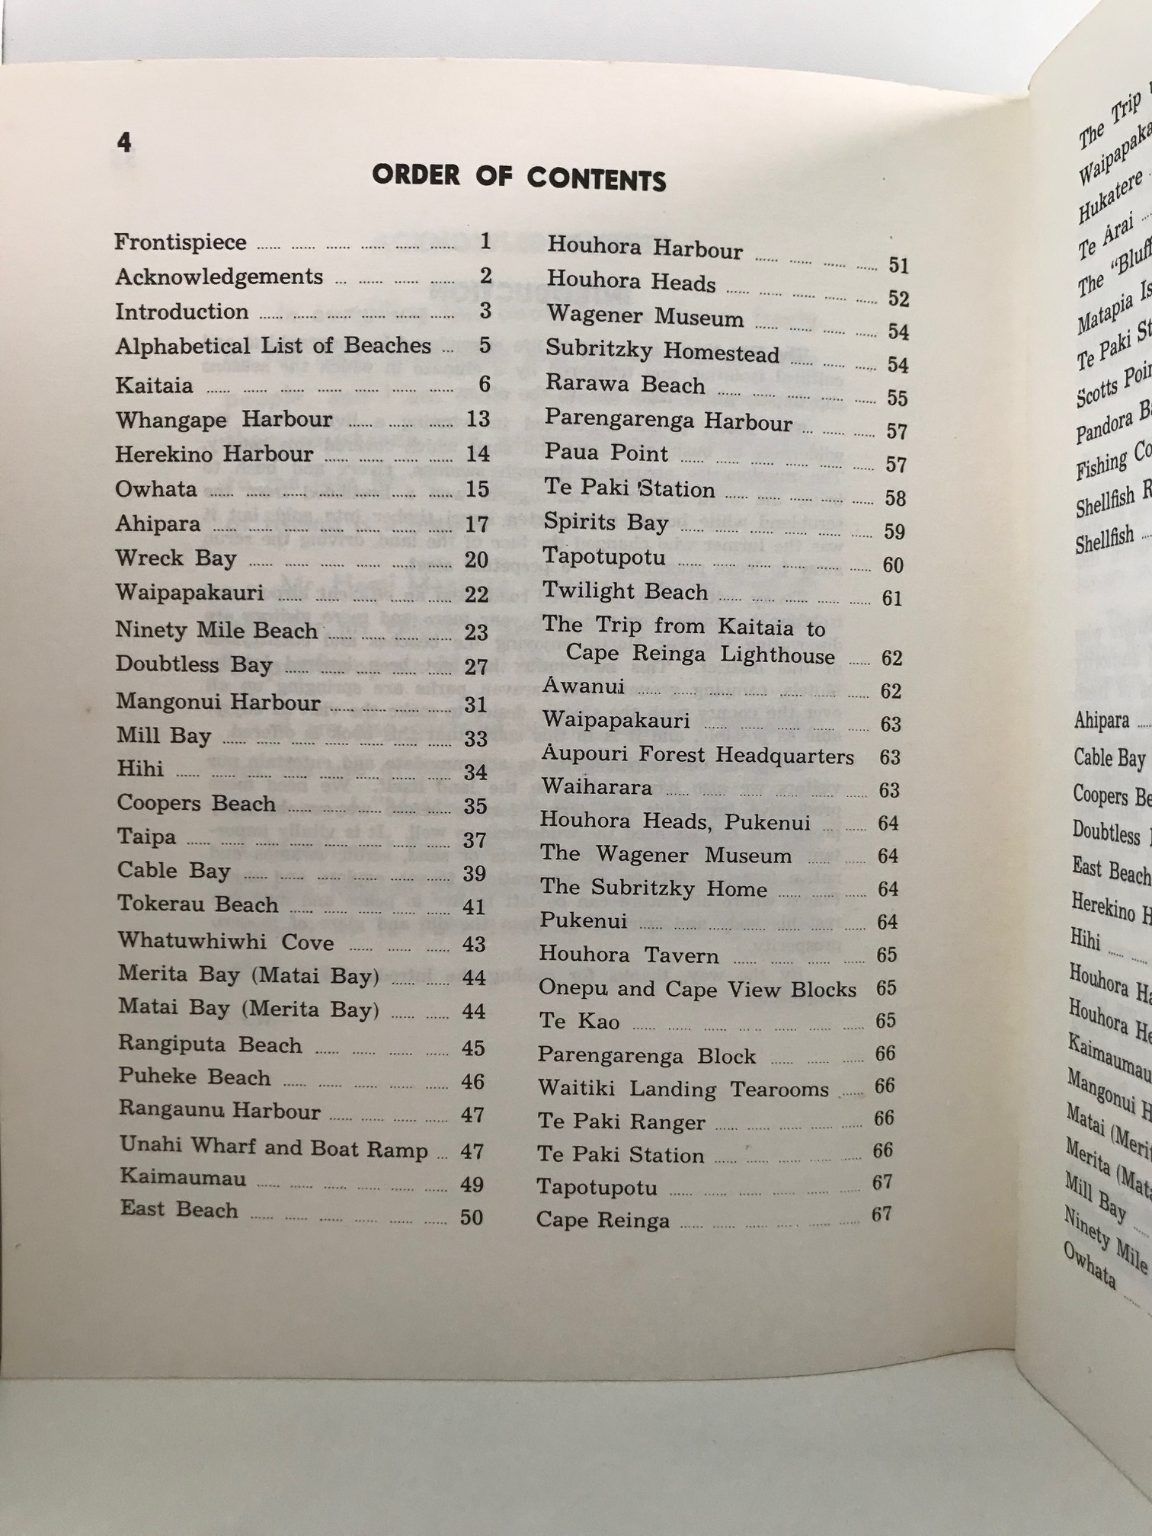 4
ORDER OF CONTENTS
Frontispiece ...... ...... ...... ...... ...... ...... 1
Acknowledgements ... ...... ...... ...... 2
Introduction ...... ...... ...... ...... ...... ...... 3
Alphabetical List of Beaches ... 5
Kaitaia ...... ...... ...... ...... ...... ...... ...... 6
Whangape Harbour ...... ...... ...... 13
Herekino Harbour ...... ...... ...... ...... 14
Owhata ...... ...... ...... ...... ...... ...... ...... 15
Ahipara ...... ...... ...... ...... ...... ...... ...... 17
Wreck Bay ...... ...... ...... ...... ...... ...... 20
Waipapakauri ...... ...... ...... ...... ...... 22
Ninety Mile Beach ...... ...... ...... ...... 23
Doubtless Bay ...... ...... ...... ...... ...... 27
Mangonui Harbour ...... ...... ...... ...... 31
Mill Bay ...... ...... ...... ...... ...... ...... ...... 33
Hihi ...... ...... ...... ...... ...... ...... ...... ...... 34
Coopers Beach ...... ...... ...... ...... ...... 35
Taipa ...... ...... ...... ...... ...... ...... ...... ...... 37
Cable Bay ...... ...... ...... ...... ...... ...... 39
Tokerau Beach ...... ...... ...... ...... ...... 41
Whatuwhiwhi Cove ...... ...... ...... 43
Merita Bay (Matai Bay) ...... ...... 44
Matai Bay (Merita Bay) ...... ...... 44
Rangiputa Beach ...... ...... ...... ...... 45
Puheke Beach ...... ...... ...... ...... ...... 46
Rangaunu Harbour ...... ...... ...... ...... 47
Unahi Wharf and Boat Ramp ... 47
Kaimaumau ...... ...... ...... ...... ...... ...... 49
East Beach ...... ...... ...... ...... ...... ...... 50
Houhora Harbour ...... ...... ...... ...... 51
Houhora Heads ...... ...... ...... ...... ...... 52
Wagener Museum ...... ...... ...... ...... 54
Subritzky Homestead ...... ...... ...... 54
Rarawa Beach ...... ...... ...... ...... ...... 55
Parengarenga Harbour ... ...... ...... 57
Paua Point ...... ...... ...... ...... ...... ...... 57
Te Paki Station ...... ...... ...... ...... ...... 58
Spirits Bay ...... ...... ...... ...... ...... ...... 59
Tapotupotu ...... ...... ...... ...... ...... ...... 60
Twilight Beach ...... ...... ...... ...... ...... 61
The Trip from Kaitaia to
Cape Reinga Lighthouse ...... 62
Awanui ...... ...... ...... ...... ...... ...... ...... 62
Waipapakauri ...... ...... ...... ...... ...... 63
Aupouri Forest Headquarters 63
Waiharara ...... ...... ...... ...... ...... ...... 63
Houhora Heads, Pukenui ... ...... 64
The Wagener Museum ...... ...... 64
The Subritzky Home ...... ...... ...... 64
Pukenui ...... ...... ...... ...... ...... ...... ...... 64
Houhora Tavern ...... ...... ...... ...... 65
Onepu and Cape View Blocks 65
Te Kao ...... ...... ...... ...... ...... ...... ...... 65
Parengarenga Block ...... ...... ...... 66
Waitiki Landing Tearooms ...... 66
Te Paki Ranger ...... ...... ...... ...... 66
Te Paki Station ...... ...... ...... ...... ...... 66
Tapotupotu ...... ...... ...... ...... ...... ...... 67
Cape Reinga ...... ...... ...... ...... ...... ...... 67
The Trip
Hukatere
Te Arai
The "Bluff
Matapia
Te Paki
Scotts
Pandora
Fishing
Shellfish
Shellfish
Ahipara
Cable Bay
Coopers
Doubtless
East Beach
Herekino
Hihi
Houhora
Houhora
Kaimaumau
Mangonui
Matai
Merita
Mill Bay
Ninety Mile
Owhata